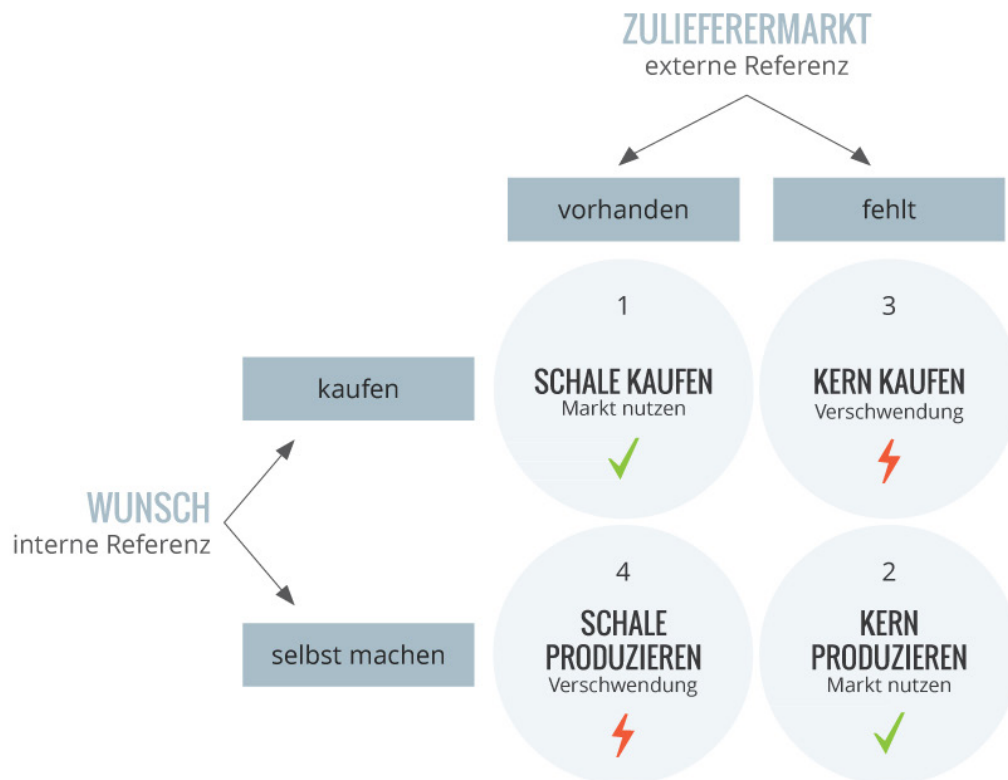 ZULIEFERERMARKT
externe Referenz
vorhanden
fehlt
1
3
kaufen
SCHALE KAUFEN
Markt nutzen
KERN KAUFEN
Verschwendung
WUNSCH
interne Referenz
4
2
selbst machen
SCHALE
PRODUZIEREN
Verschwendung
KERN
PRODUZIEREN
Markt nutzen